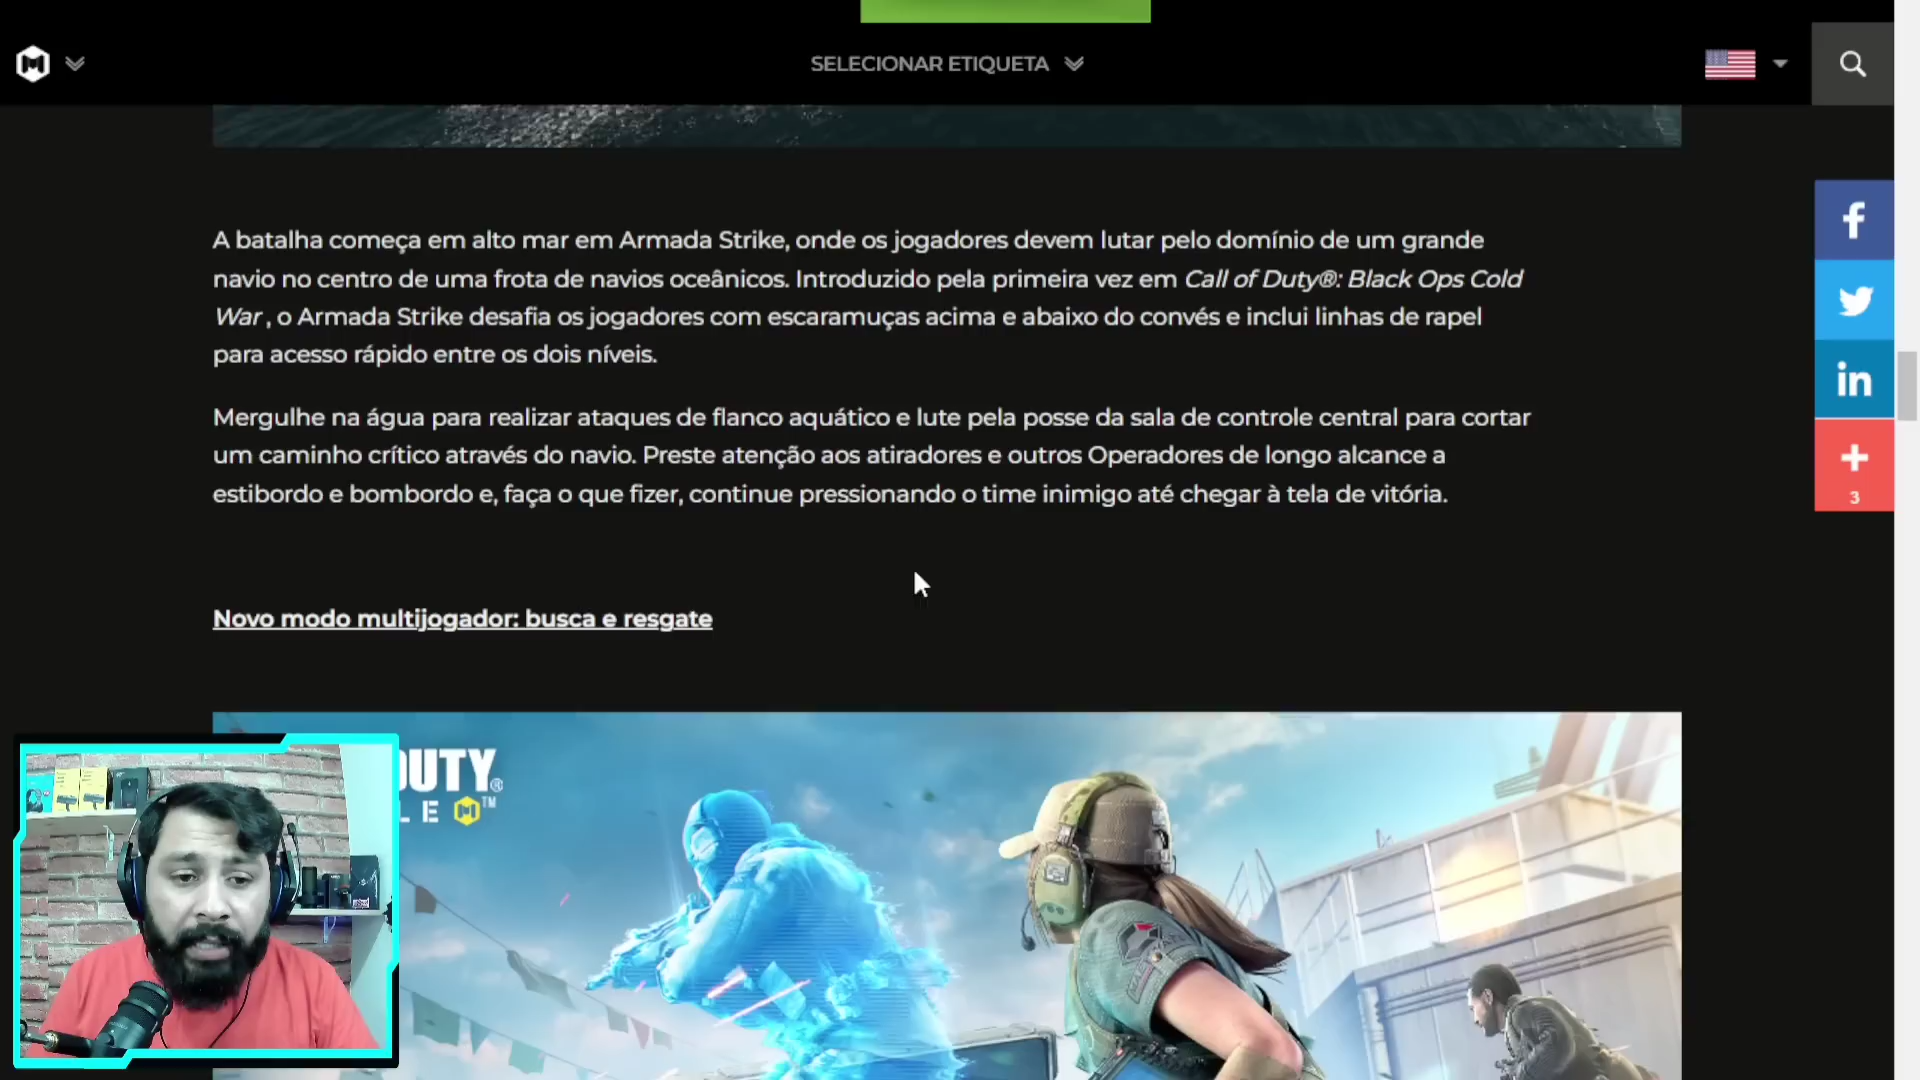 SELECIONAR ETIQUETA
A batalha começa em alto mar em Armada Strike, onde os jogadores devem lutar pelo domínio de um grande
navio no centro de uma frota de navios oceânicos. Introduzido pela primeira vez em Call of Duty®: Black Ops Cold
War , o Armada Strike desafia os jogadores com escaramuças acima e abaixo do convés e inclui linhas de rapel
para acesso rápido entre os dois níveis.
Mergulhe na água para realizar ataques de flanco aquático e lute pela posse da sala de controle central para cortar
um caminho crítico através do navio. Preste atenção aos atiradores e outros Operadores de longo alcance a
estibordo e bombordo e, faça o que fizer, continue pressionando o time inimigo até chegar à tela de vitória.
3
Novo modo multijogador: busca e resgate
DUTY®
LE ™